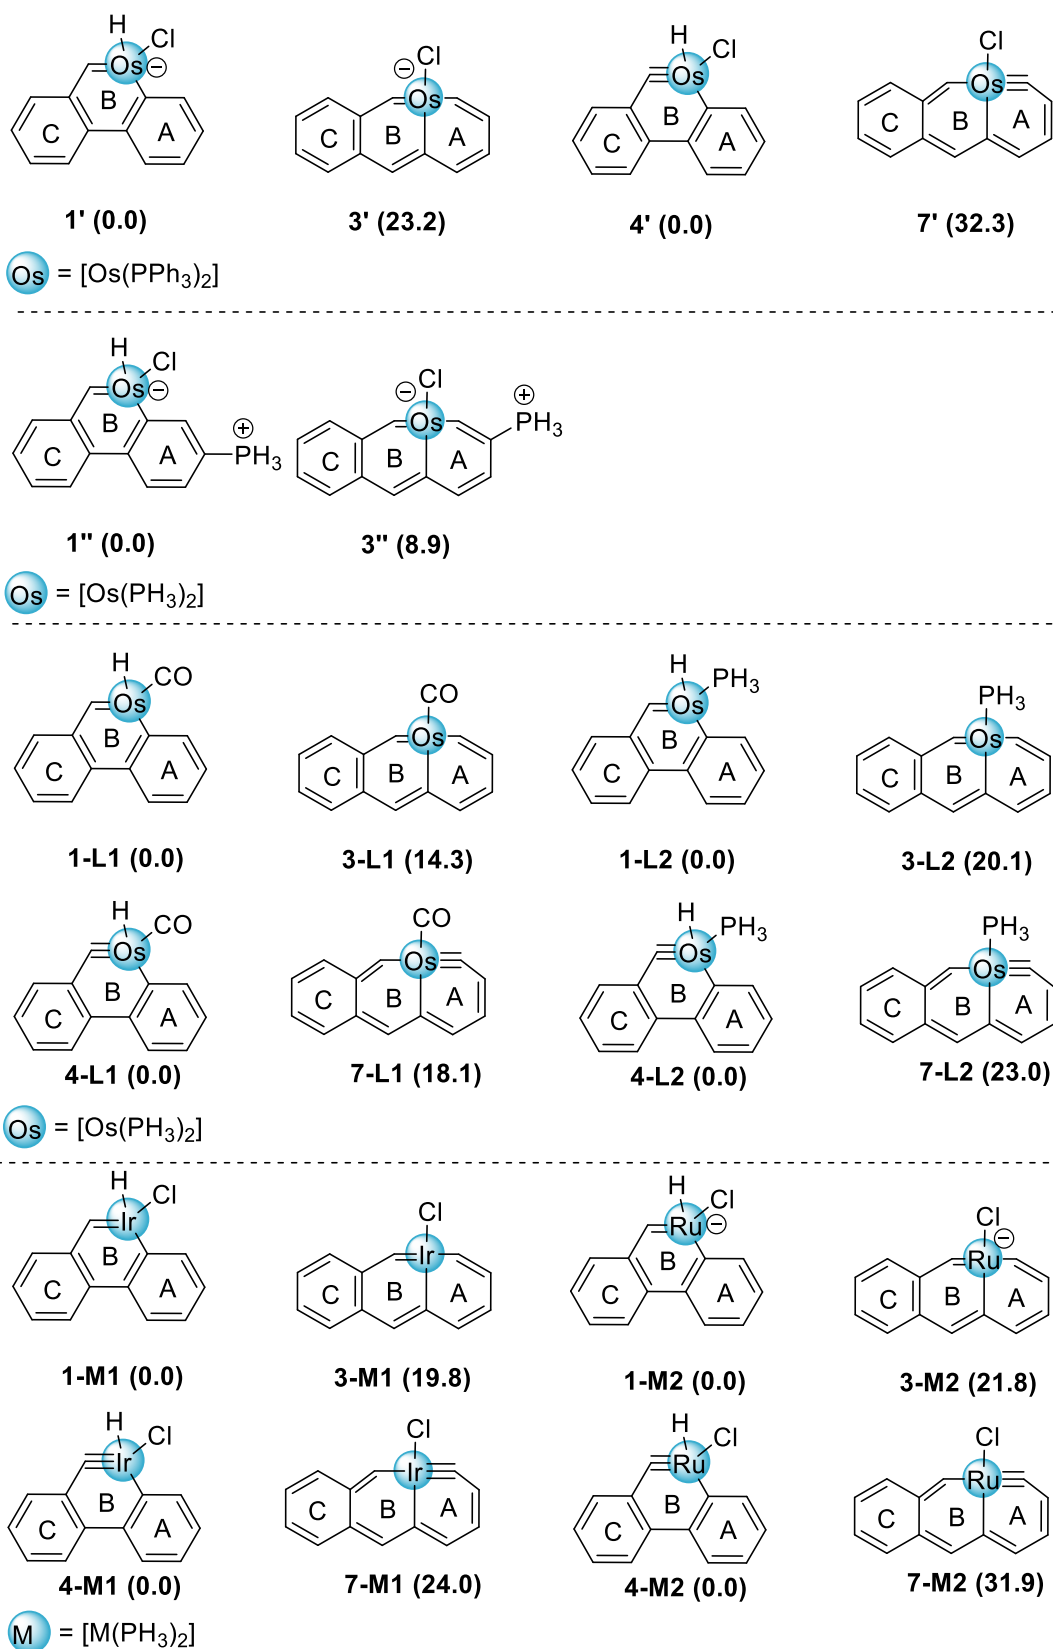 H Cl Os ⊖ B C A
⊖ Cl Os C B A
H Cl Os B C A
Cl Os C B A
1' (0.0) 3' (23.2) 4' (0.0) 7' (32.3)
Os = [Os(PPh3)2]
H Cl Os ⊖ B C A ⊕ PH3
⊖ Cl Os C B A ⊕ PH3
1'' (0.0) 3'' (8.9)
Os = [Os(PH3)2]
H CO Os B C A
CO Os C B A
H PH3 Os B C A
PH3 Os C B A
1-L1 (0.0) 3-L1 (14.3) 1-L2 (0.0) 3-L2 (20.1)
H CO Os B C A
CO Os C B A
H PH3 Os B C A
PH3 Os C B A
4-L1 (0.0) 7-L1 (18.1) 4-L2 (0.0) 7-L2 (23.0)
Os = [Os(PH3)2]
H Cl Ir B C A
Cl Ir C B A
H Cl Ru ⊖ B C A
Cl ⊖ Ru C B A
1-M1 (0.0) 3-M1 (19.8) 1-M2 (0.0) 3-M2 (21.8)
H Cl Ir B C A
Cl Ir C B A
H Cl Ru B C A
Cl Ru C B A
4-M1 (0.0) 7-M1 (24.0) 4-M2 (0.0) 7-M2 (31.9)
M = [M(PH3)2]